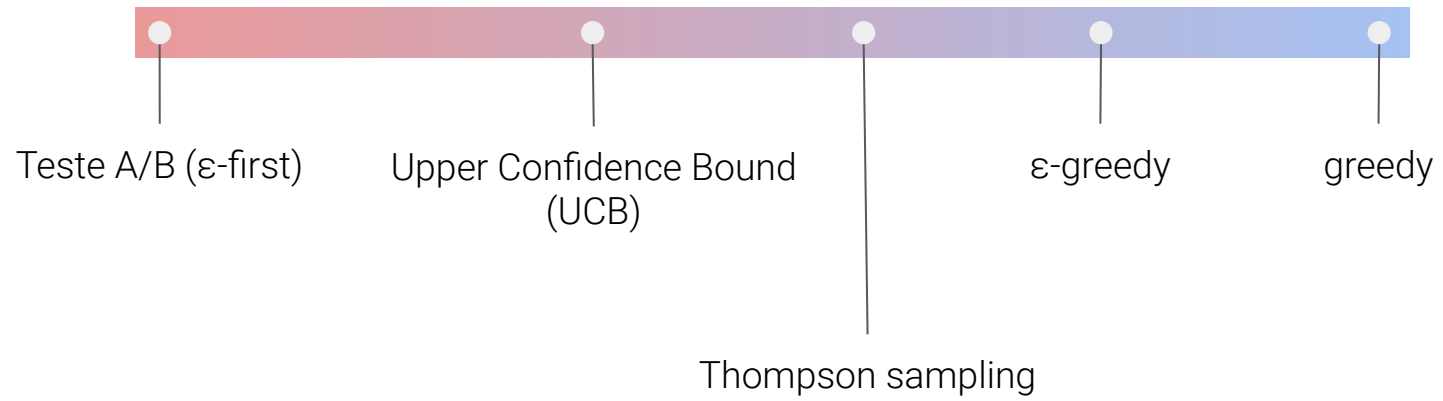 Teste A/B (ε-first)
Upper Confidence Bound
(UCB)
Thompson sampling
ε-greedy
greedy